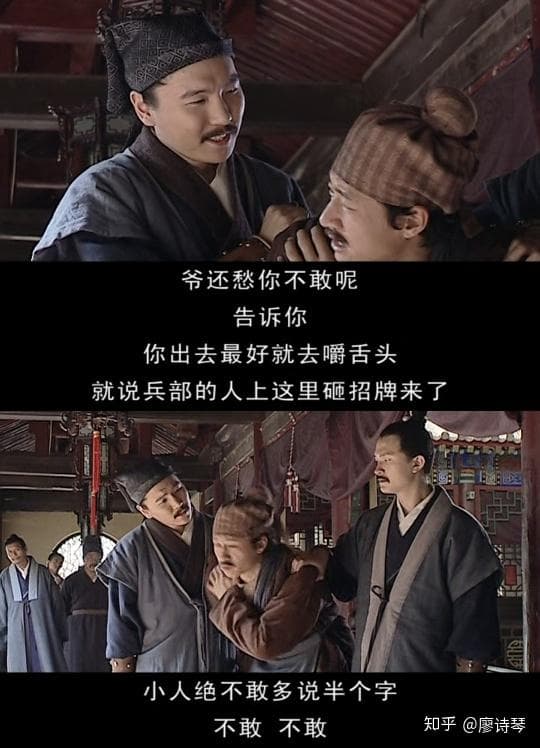 爷还愁你不敢呢
告诉你
你出去最好就去嚼舌头
就说兵部的人上这里砸招牌来了
小人绝不敢多说半个字
不敢 不敢
知乎 @廖诗琴